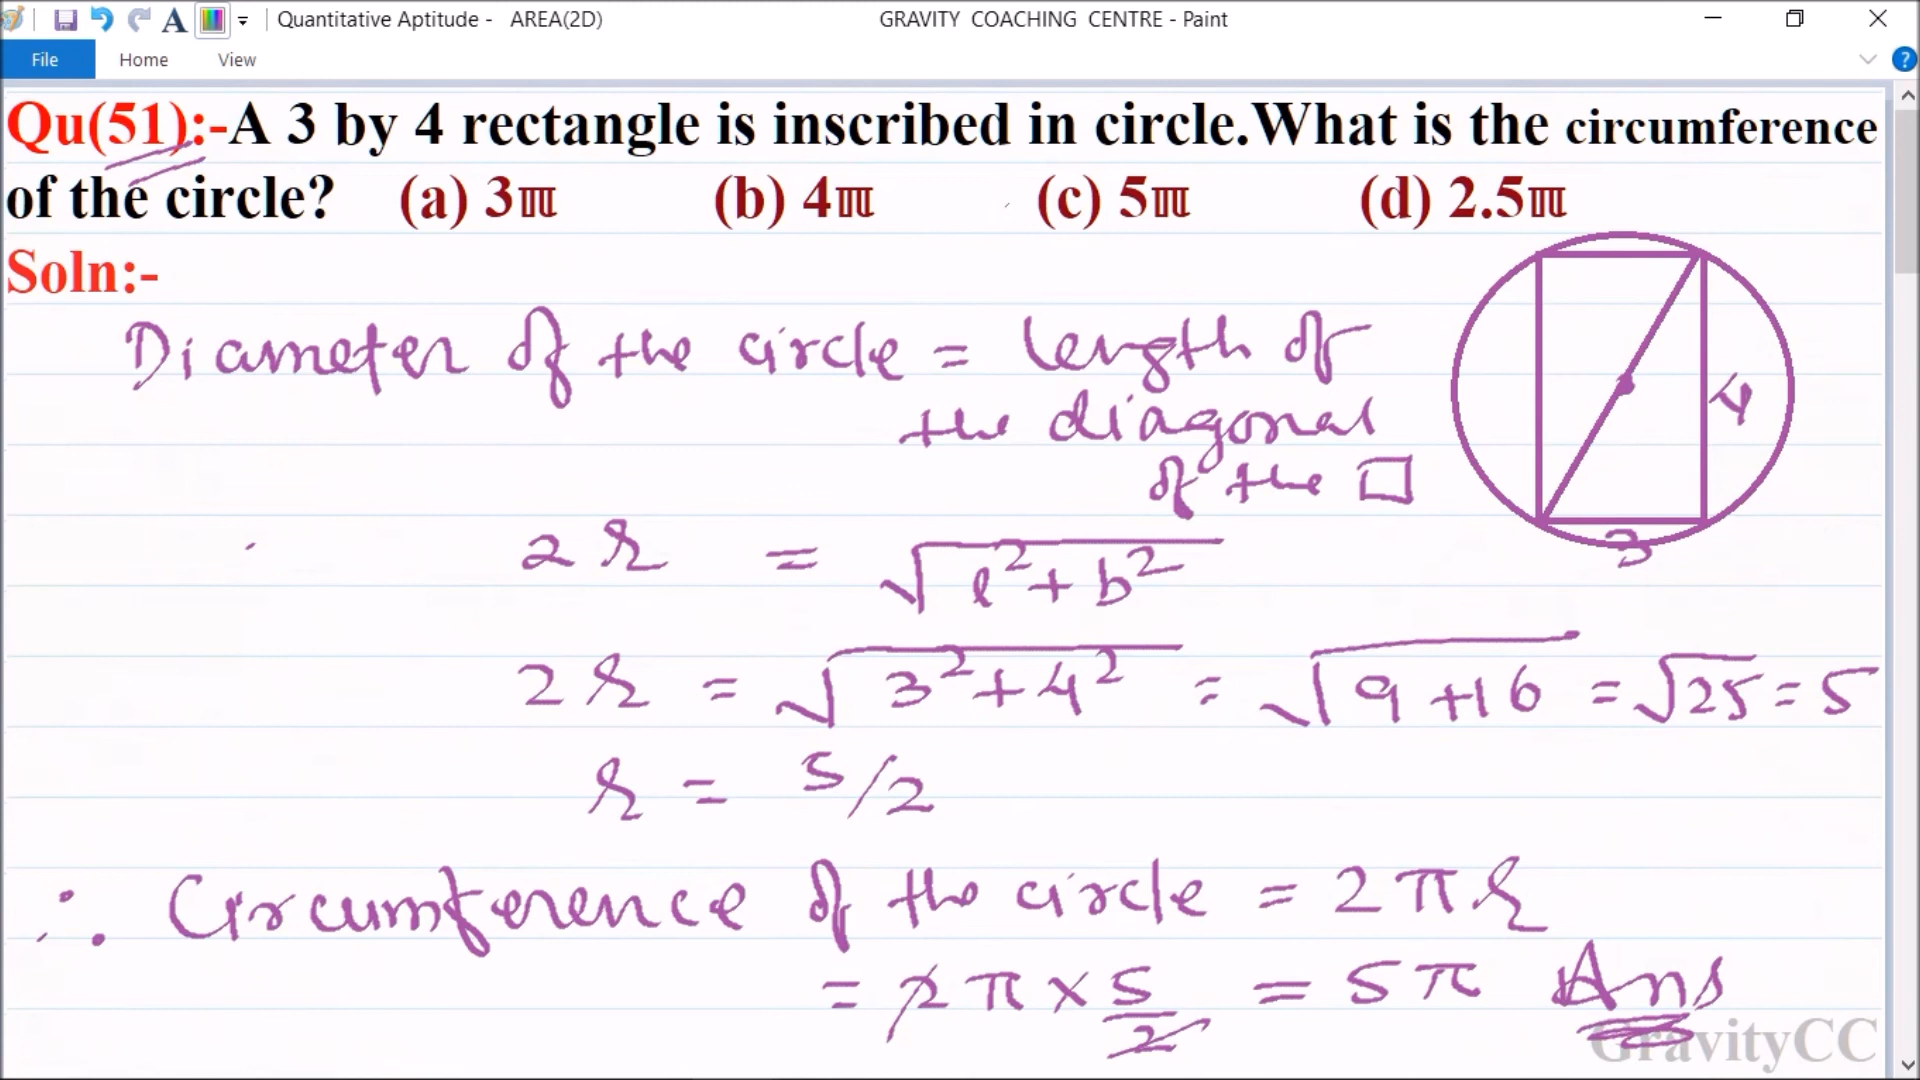 Quantitative Aptitude - AREA(2D)
GRAVITY COACHING CENTRE - Paint
File Home View
Qu(51):-A 3 by 4 rectangle is inscribed in circle.What is the circumference
of the circle? (a) 3π (b) 4π (c) 5π (d) 2.5π
Soln:-
Diameter of the circle = length of
the diagonal
of the □
4
3
2r = √(l²+b²)
2r = √(3²+4²) = √(9+16) = √25 = 5
r = 5/2
∴ Circumference of the circle = 2πr
= 2π × 5/2 = 5π Ans
GravityCC